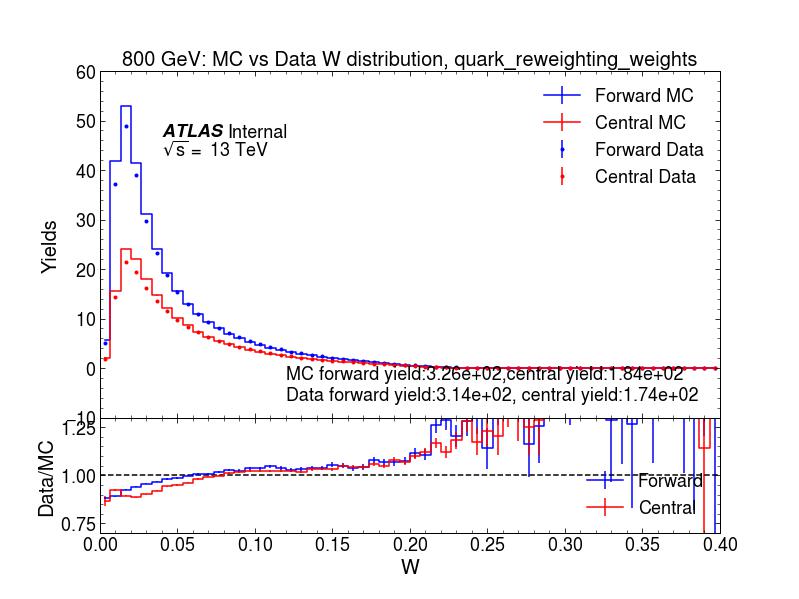 800 GeV: MC vs Data W distribution, quark_reweighting_weights
60
50
40
30
20
10
0
−10
Yields
ATLAS Internal
√s = 13 TeV
Forward MC
Central MC
Forward Data
Central Data
MC forward yield:3.26e+02,central yield:1.84e+02
Data forward yield:3.14e+02, central yield:1.74e+02
1.25
1.00
0.75
Data/MC
Forward
Central
0.00 0.05 0.10 0.15 0.20 0.25 0.30 0.35 0.40
W